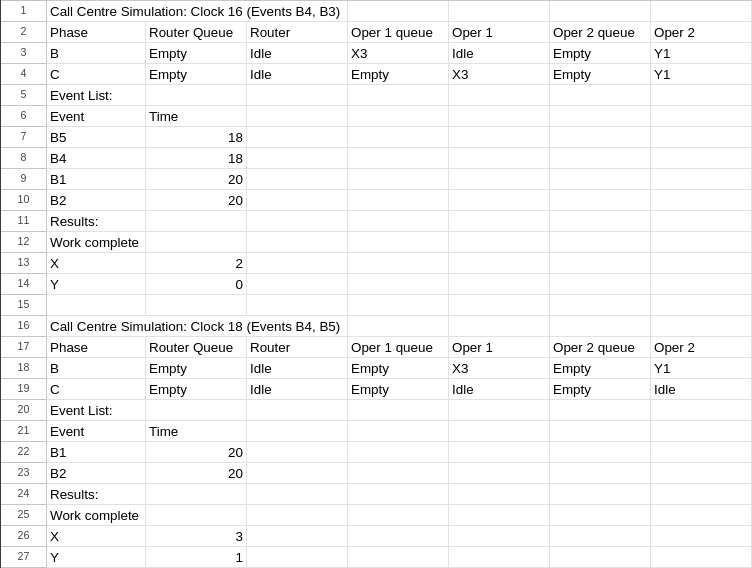 1 Call Centre Simulation: Clock 16 (Events B4, B3)
2 Phase Router Queue Router Oper 1 queue Oper 1 Oper 2 queue Oper 2
3 B Empty Idle X3 Idle Empty Y1
4 C Empty Idle Empty X3 Empty Y1
5 Event List:
6 Event Time
7 B5 18
8 B4 18
9 B1 20
10 B2 20
11 Results:
12 Work complete
13 X 2
14 Y 0
15
16 Call Centre Simulation: Clock 18 (Events B4, B5)
17 Phase Router Queue Router Oper 1 queue Oper 1 Oper 2 queue Oper 2
18 B Empty Idle Empty X3 Empty Y1
19 C Empty Idle Empty Idle Empty Idle
20 Event List:
21 Event Time
22 B1 20
23 B2 20
24 Results:
25 Work complete
26 X 3
27 Y 1